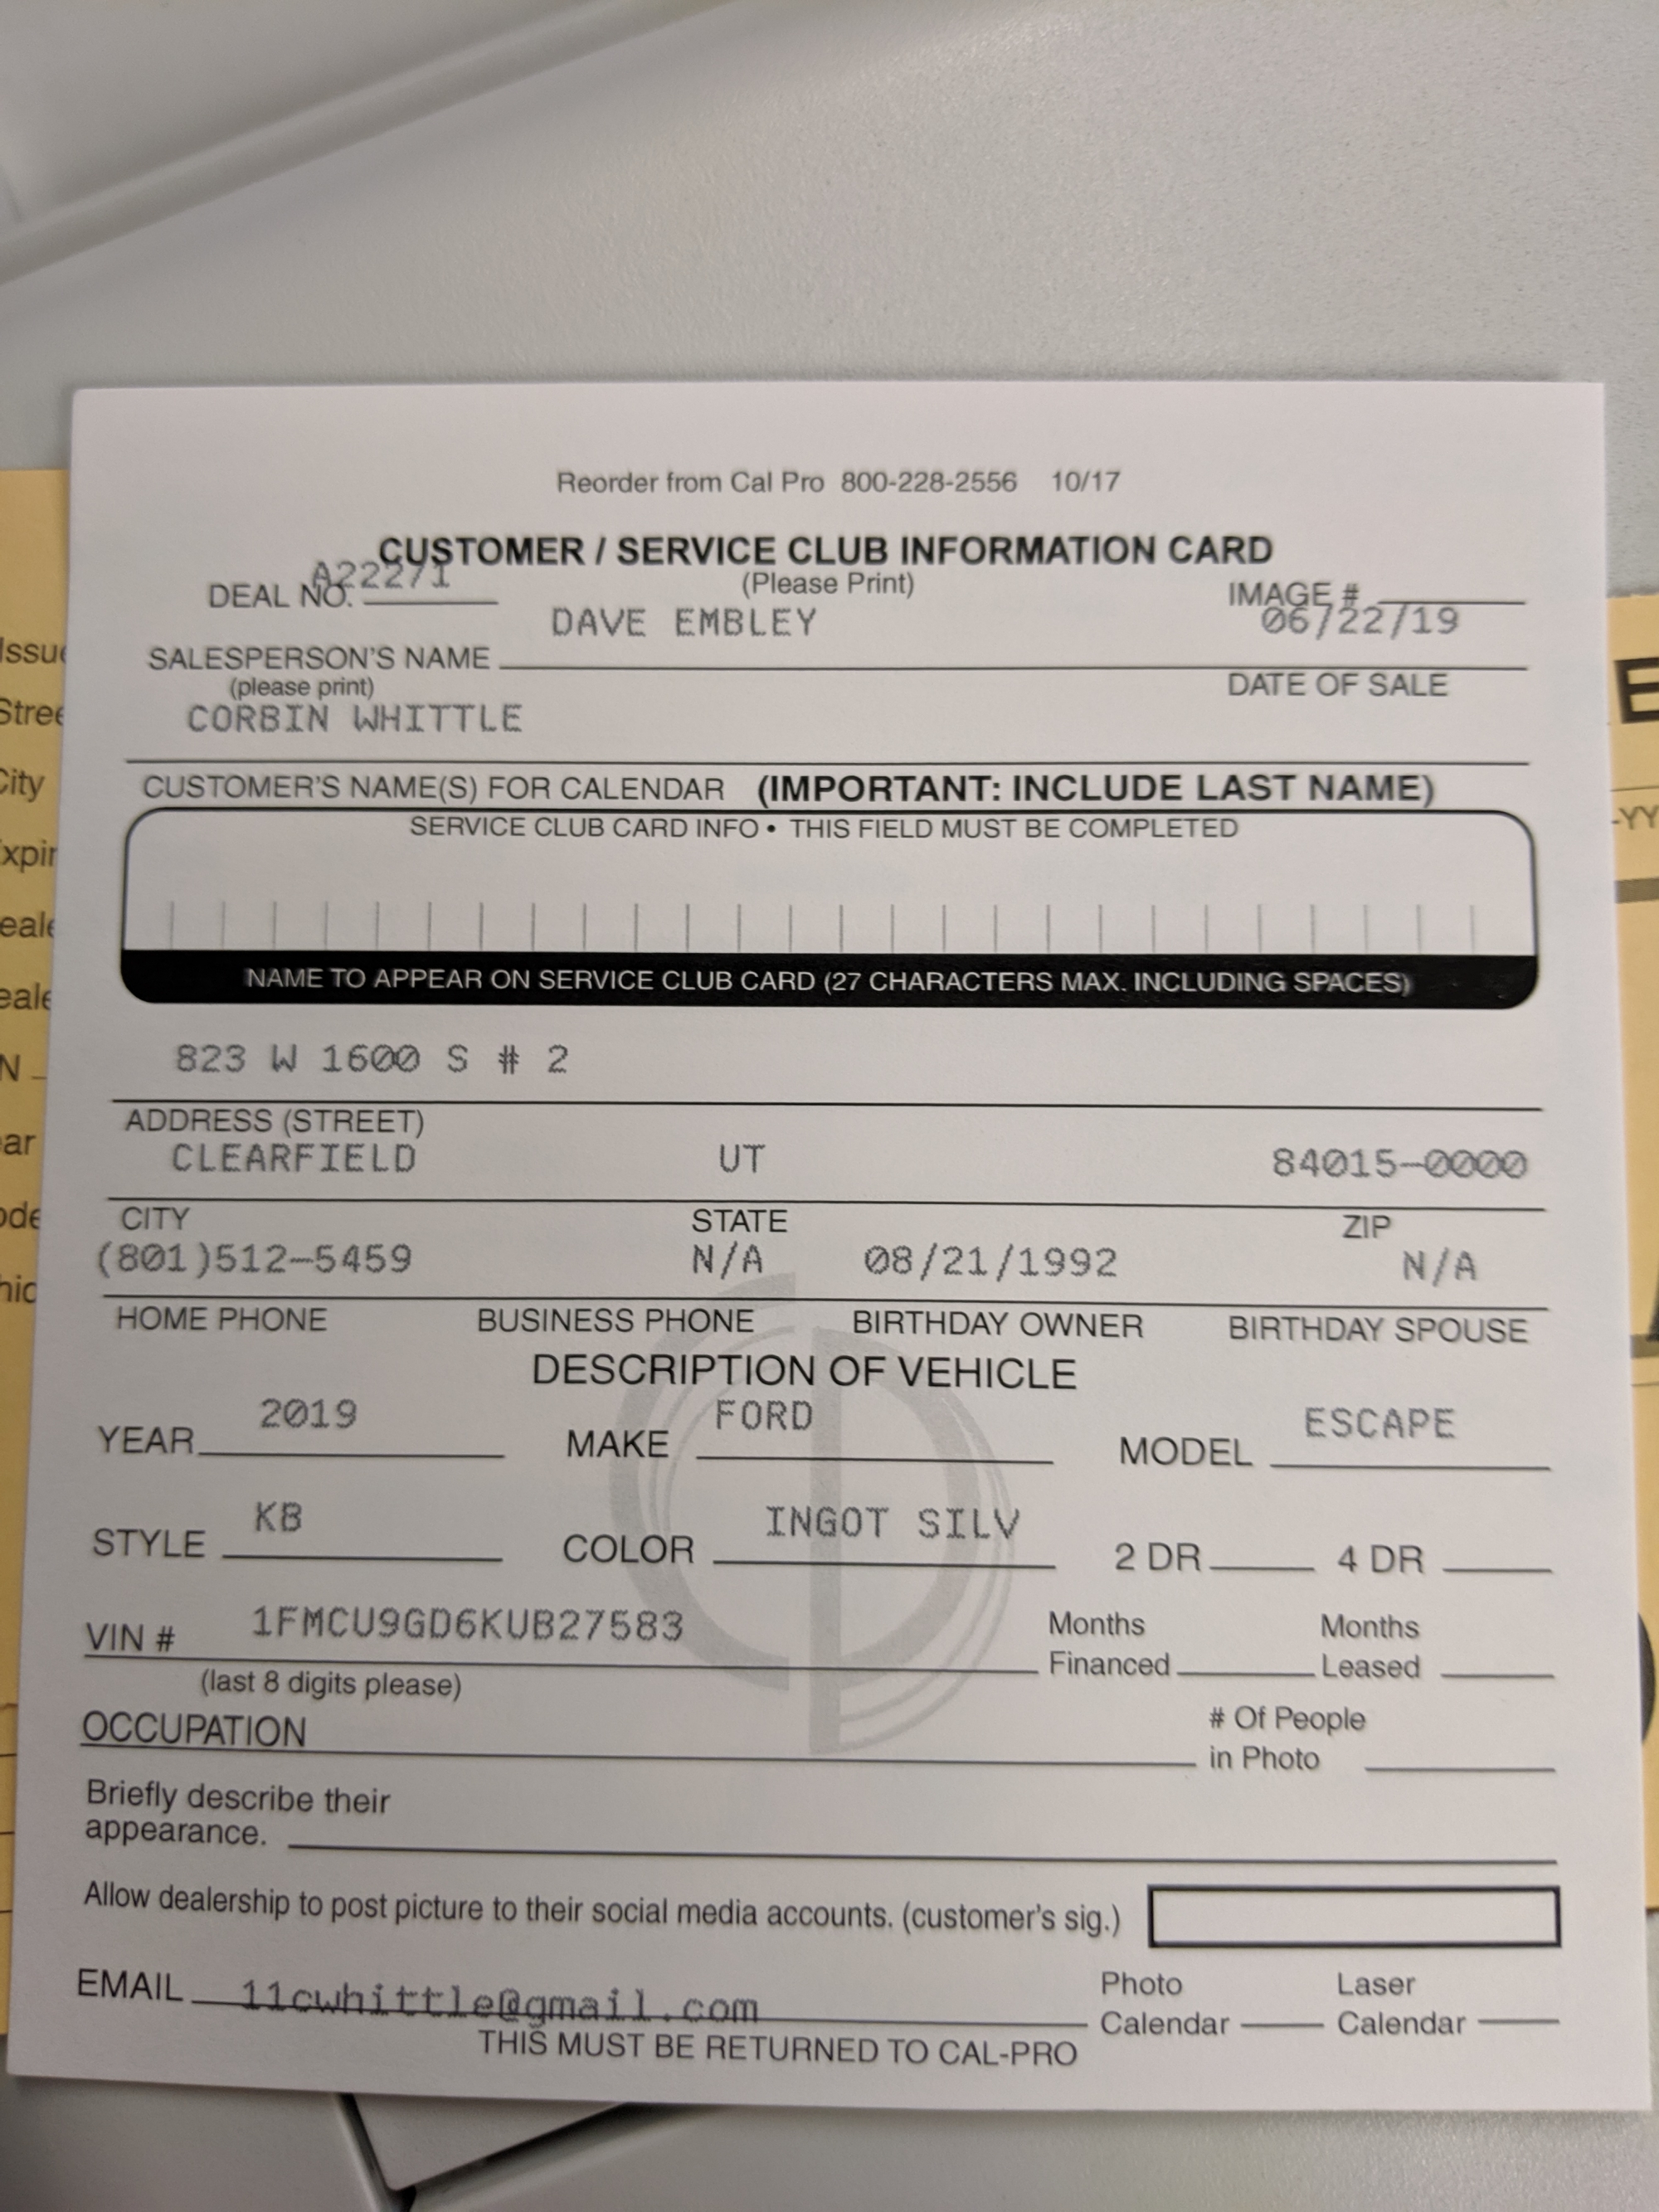 Reorder from Cal Pro 800-228-2556 10/17
CUSTOMER / SERVICE CLUB INFORMATION CARD
A22271
DEAL NO. (Please Print) IMAGE #
DAVE EMBLEY 06/22/19
SALESPERSON'S NAME
(please print) DATE OF SALE
CORBIN WHITTLE
CUSTOMER'S NAME(S) FOR CALENDAR (IMPORTANT: INCLUDE LAST NAME)
SERVICE CLUB CARD INFO • THIS FIELD MUST BE COMPLETED
NAME TO APPEAR ON SERVICE CLUB CARD (27 CHARACTERS MAX. INCLUDING SPACES)
823 W 1600 S # 2
ADDRESS (STREET)
CLEARFIELD UT 84015-0000
CITY STATE ZIP
(801)512-5459 N/A 08/21/1992 N/A
HOME PHONE BUSINESS PHONE BIRTHDAY OWNER BIRTHDAY SPOUSE
DESCRIPTION OF VEHICLE
2019 FORD ESCAPE
YEAR MAKE MODEL
KB INGOT SILV
STYLE COLOR 2 DR 4 DR
VIN # 1FMCU9GD6KUB27583 Months Financed Months Leased
(last 8 digits please)
OCCUPATION # Of People in Photo
Briefly describe their
appearance.
Allow dealership to post picture to their social media accounts. (customer's sig.)
EMAIL 11cwhittle@gmail.com Photo Calendar Laser Calendar
THIS MUST BE RETURNED TO CAL-PRO